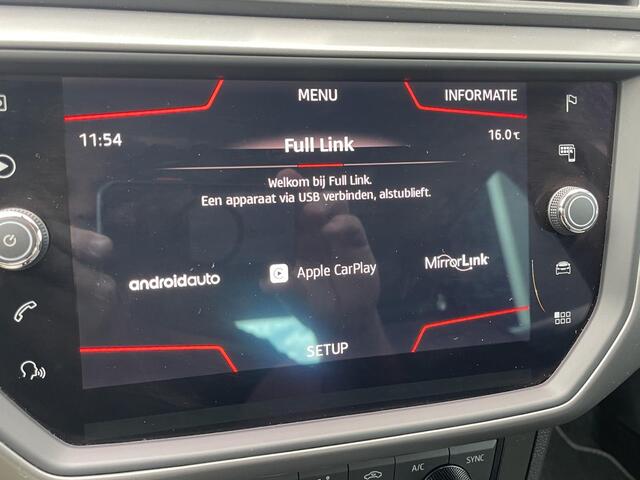 MENU
INFORMATIE
11:54
Full Link
16.0℃
Welkom bij Full Link.
Een apparaat via USB verbinden, alstublieft.
androidauto
Apple CarPlay
MirrorLink
SETUP
A/C
SYNC